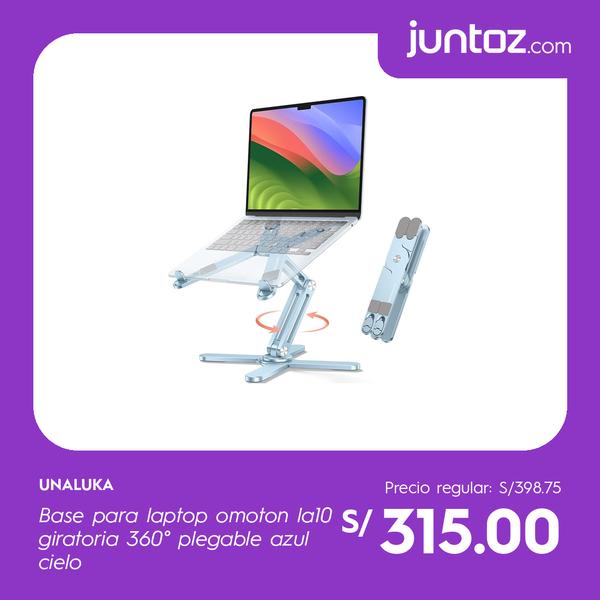 juntoz.com
UNALUKA
Base para laptop omoton la10
giratoria 360° plegable azul
cielo
Precio regular: S/398.75
S/ 315.00